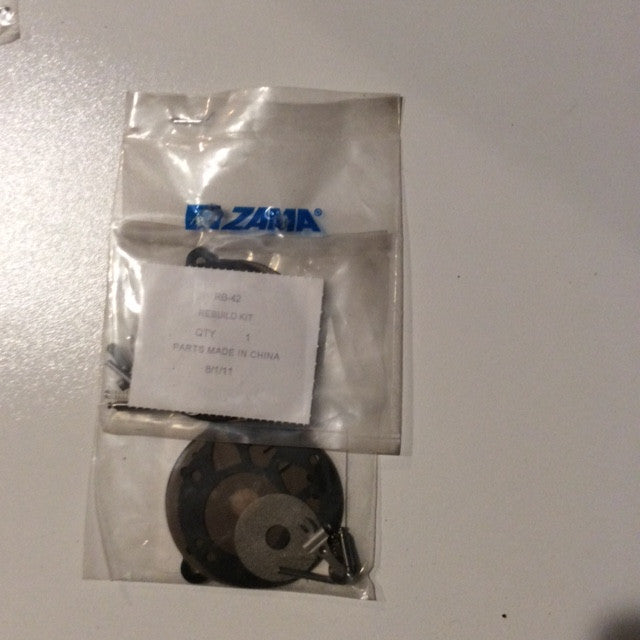 ZAMA®
RB-42
REBUILD KIT
QTY 1
PARTS MADE IN CHINA
8/1/11